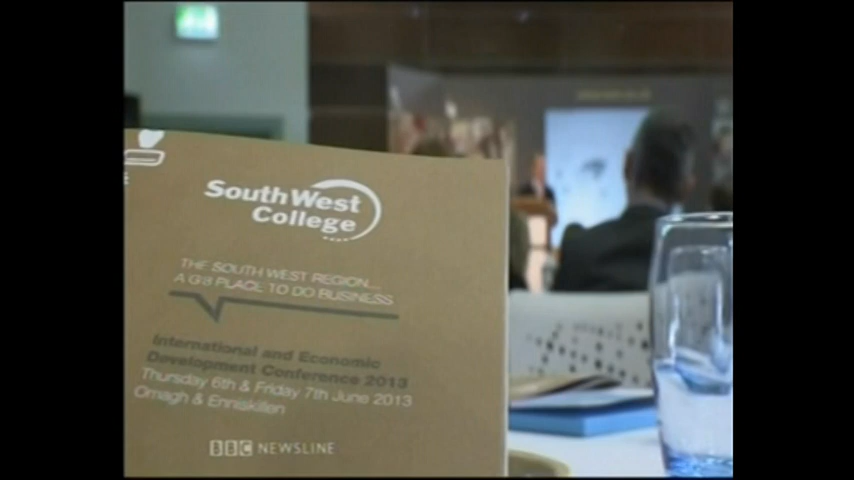 South West
College
THE SOUTH WEST REGION...
A G8 PLACE TO DO BUSINESS
International and Economic
Development Conference 2013
Thursday 6th & Friday 7th June 2013
Omagh & Enniskillen
BBC NEWSLINE